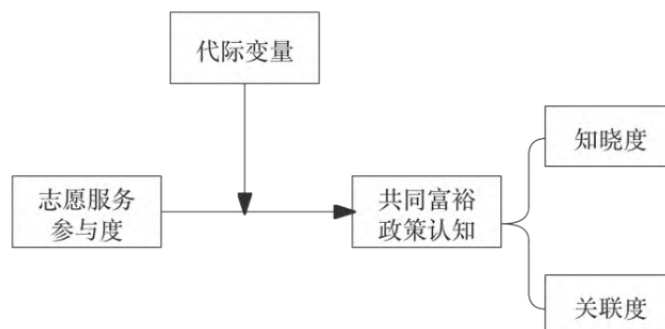 代际变量
知晓度
志愿服务
参与度
共同富裕
政策认知
关联度